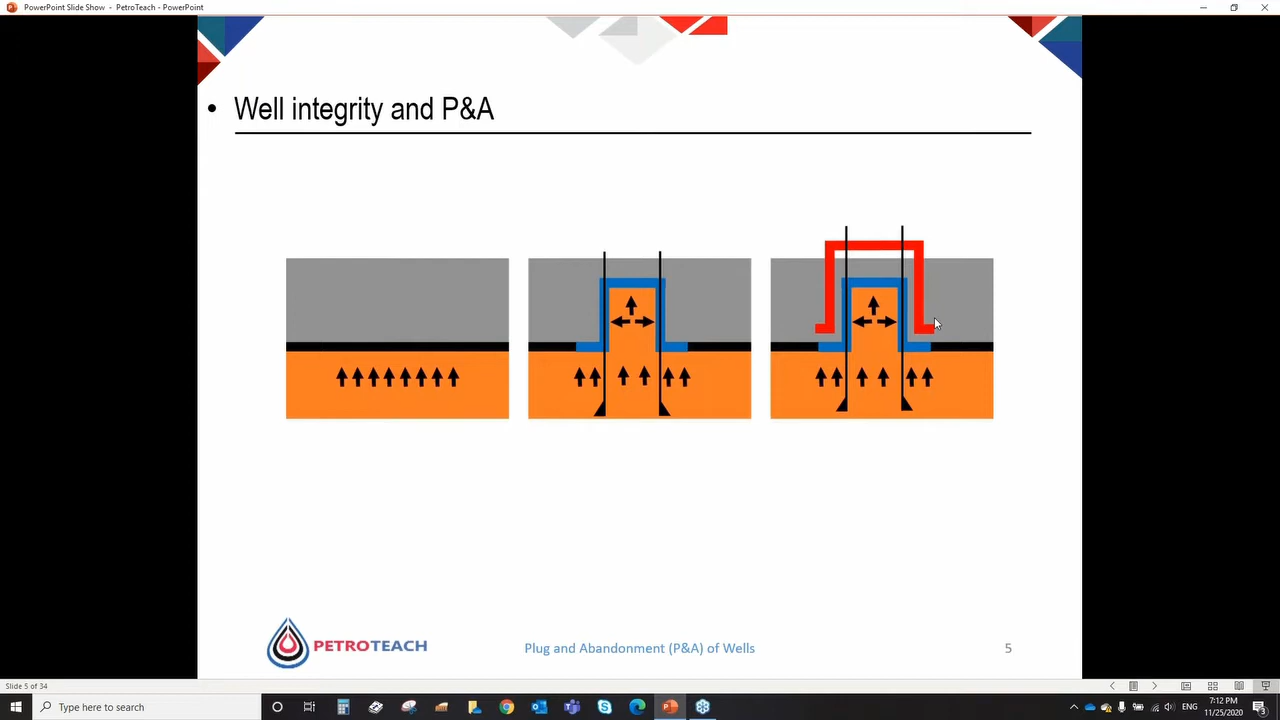 PowerPoint Slide Show - PetroTeach - PowerPoint
• Well integrity and P&A
PETROTEACH
Plug and Abandonment (P&A) of Wells
5
Slide 5 of 34
Type here to search
ENG
7:12 PM
11/25/2020
3